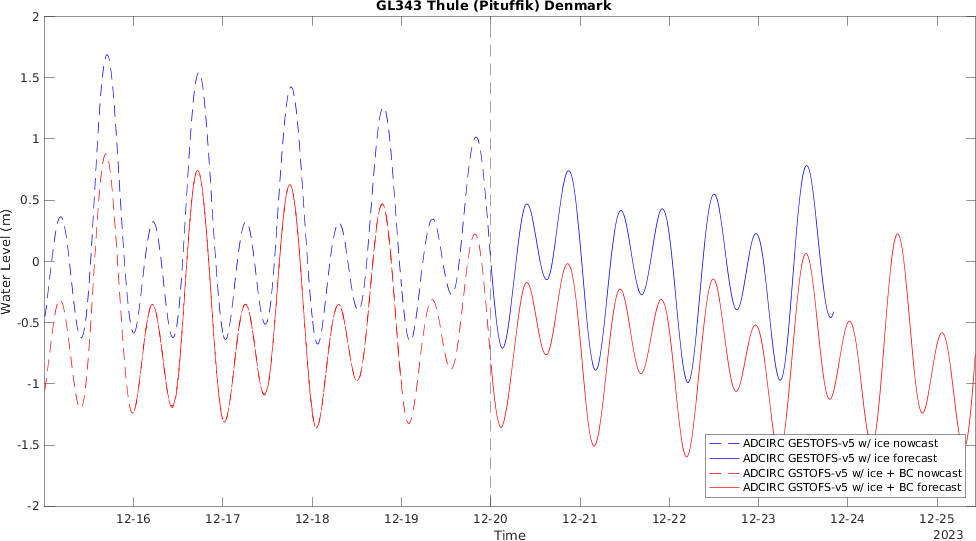 GL343 Thule (Pituffik) Denmark
2
1.5
1
0.5
0
-0.5
-1
-1.5
-2
Water Level (m)
12-16 12-17 12-18 12-19 12-20 12-21 12-22 12-23 12-24 12-25
Time
2023
ADCIRC GESTOFS-v5 w/ ice nowcast
ADCIRC GESTOFS-v5 w/ ice forecast
ADCIRC GSTOFS-v5 w/ ice + BC nowcast
ADCIRC GSTOFS-v5 w/ ice + BC forecast